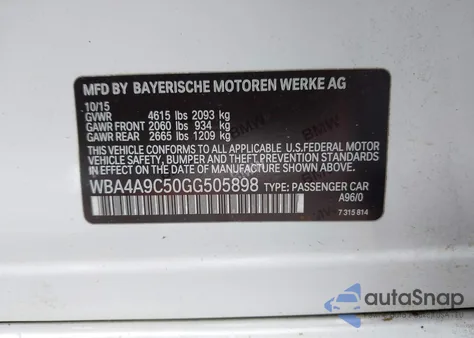 MFD BY BAYERISCHE MOTOREN WERKE AG
10/15
GVWR 4615 lbs 2093 kg
GAWR FRONT 2060 lbs 934 kg
GAWR REAR 2665 lbs 1209 kg
THIS VEHICLE CONFORMS TO ALL APPLICABLE U.S.FEDERAL MOTOR
VEHICLE SAFETY, BUMPER, AND THEFT PREVENTION STANDARDS
IN EFFECT ON THE DATE OF MANUFACTURE SHOWN ABOVE.
WBA4A9C50GG505898 TYPE: PASSENGER CAR
A96/0
7 315 814
autoSnap